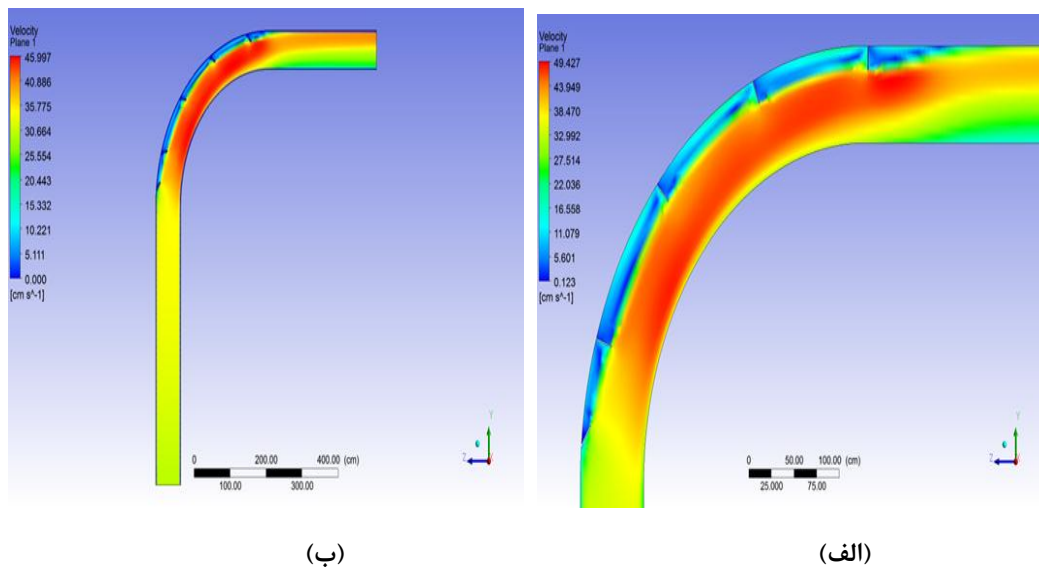 Velocity
Plane 1
45.997
40.886
35.775
30.664
25.554
20.443
15.332
10.221
5.111
0.000
[cm s^-1]
0 200.00 400.00 (cm)
100.00 300.00
Y
Z
X
(ب)
Velocity
Plane 1
49.427
43.949
38.470
32.992
27.514
22.036
16.558
11.079
5.601
0.123
[cm s^-1]
0 50.00 100.00 (cm)
25.000 75.00
Y
Z
X
(الف)